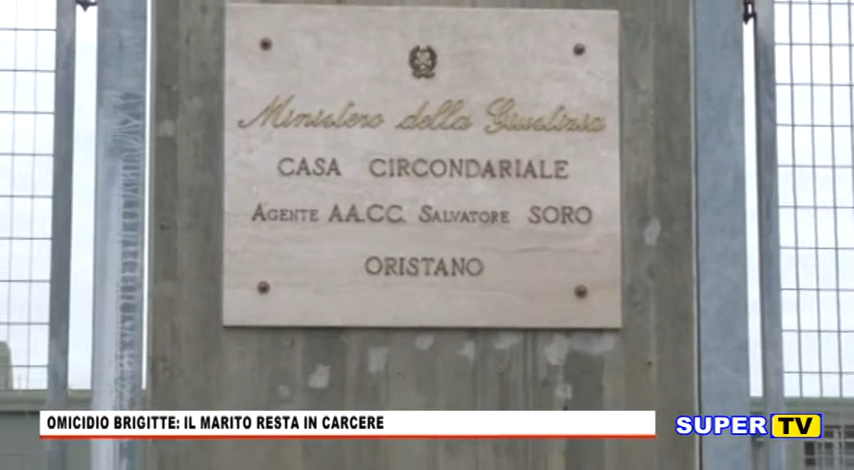 Ministero della Giustizia
CASA CIRCONDARIALE
AGENTE AA.CC. SALVATORE SORO
ORISTANO
OMICIDIO BRIGITTE: IL MARITO RESTA IN CARCERE
SUPER TV